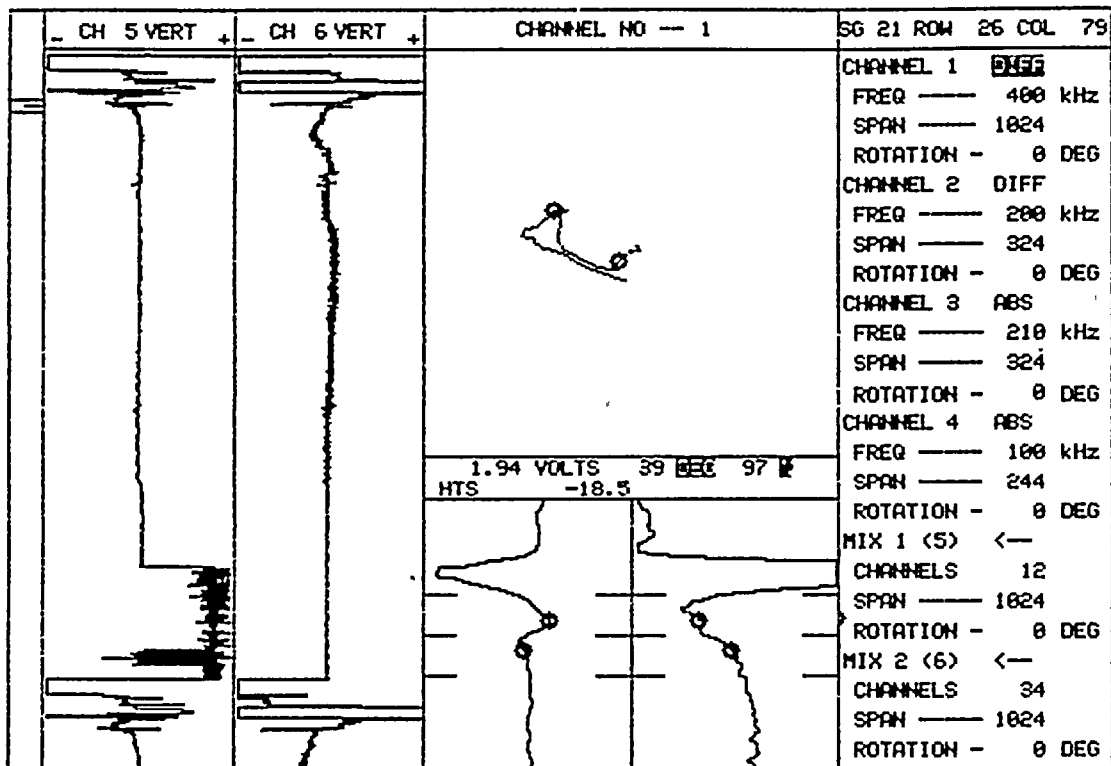 - CH 5 VERT +
- CH 6 VERT +
CHANNEL NO -- 1
SG 21 ROW 26 COL 79
CHANNEL 1
FREQ ---- 400 kHz
SPAN ---- 1024
ROTATION - 0 DEG
CHANNEL 2 DIFF
FREQ ---- 200 kHz
SPAN ---- 324
ROTATION - 0 DEG
CHANNEL 3 ABS
FREQ ---- 210 kHz
SPAN ---- 324
ROTATION - 0 DEG
CHANNEL 4 ABS
FREQ ---- 100 kHz
SPAN ---- 244
ROTATION - 0 DEG
MIX 1 (5) <--
CHANNELS 12
SPAN ---- 1024
ROTATION - 0 DEG
MIX 2 (6) <--
CHANNELS 34
SPAN ---- 1024
ROTATION - 0 DEG
1.94 VOLTS 39 97
HTS -18.5